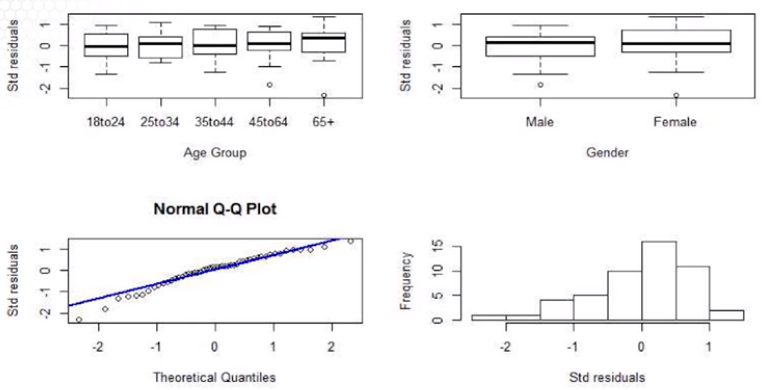 Std residuals
1
0
-1
-2
18to24 25to34 35to44 45to64 65+
Age Group
Std residuals
1
0
-1
-2
Male Female
Gender
Normal Q-Q Plot
Std residuals
1
0
-1
-2
-2 -1 0 1 2
Theoretical Quantiles
Frequency
15
10
5
0
-2 -1 0 1
Std residuals